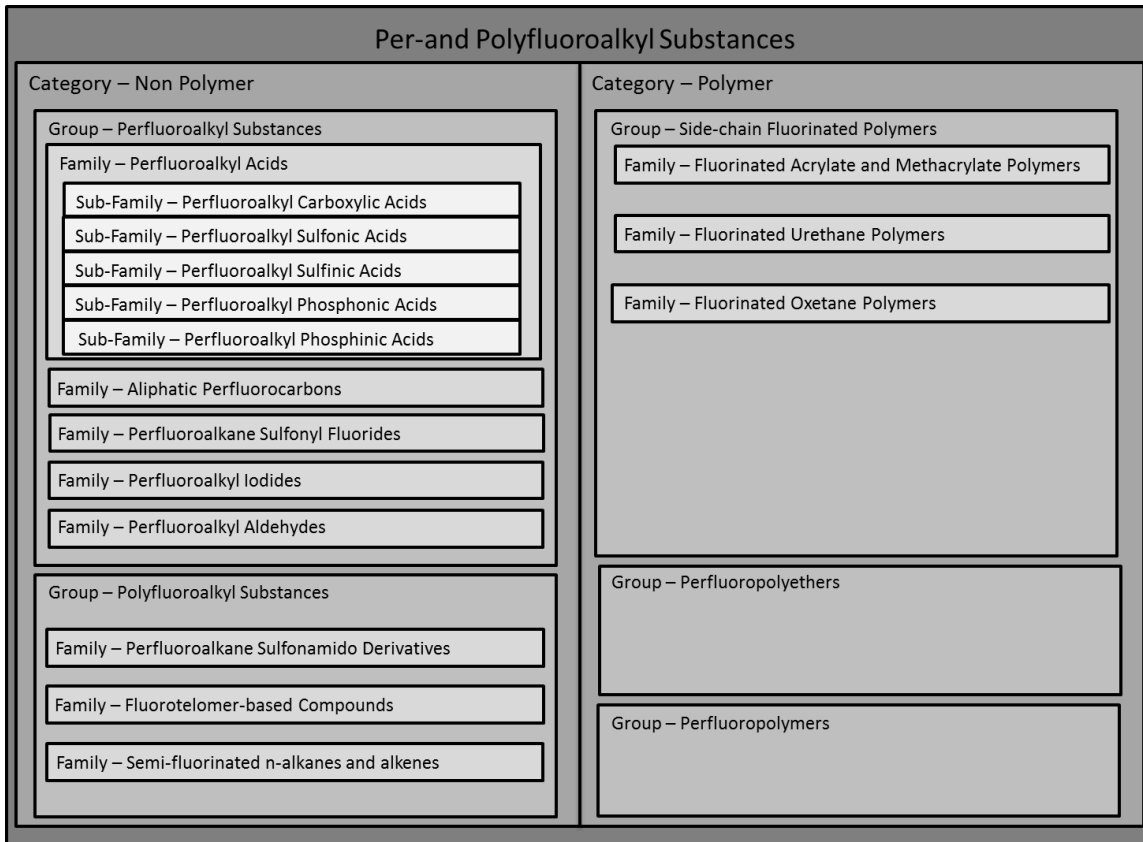 Per-and Polyfluoroalkyl Substances
Category – Non Polymer
Group – Perfluoroalkyl Substances
Family – Perfluoroalkyl Acids
Sub-Family – Perfluoroalkyl Carboxylic Acids
Sub-Family – Perfluoroalkyl Sulfonic Acids
Sub-Family – Perfluoroalkyl Sulfinic Acids
Sub-Family – Perfluoroalkyl Phosphonic Acids
Sub-Family – Perfluoroalkyl Phosphinic Acids
Family – Aliphatic Perfluorocarbons
Family – Perfluoroalkane Sulfonyl Fluorides
Family – Perfluoroalkyl Iodides
Family – Perfluoroalkyl Aldehydes
Group – Polyfluoroalkyl Substances
Family – Perfluoroalkane Sulfonamido Derivatives
Family – Fluorotelomer-based Compounds
Family – Semi-fluorinated n-alkanes and alkenes
Category – Polymer
Group – Side-chain Fluorinated Polymers
Family – Fluorinated Acrylate and Methacrylate Polymers
Family – Fluorinated Urethane Polymers
Family – Fluorinated Oxetane Polymers
Group – Perfluoropolyethers
Group – Perfluoropolymers